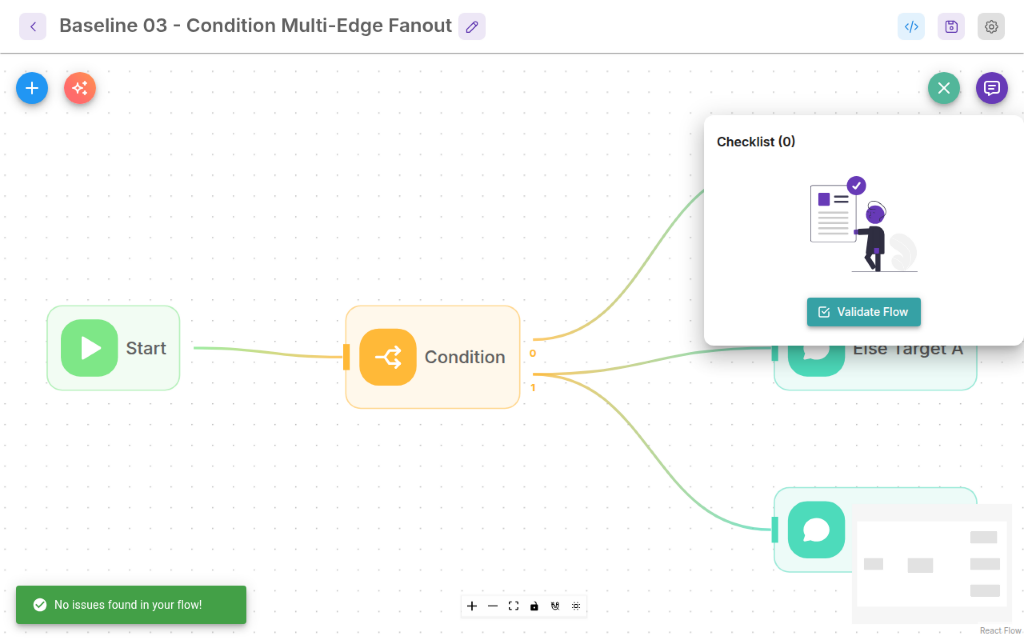 Baseline 03 - Condition Multi-Edge Fanout
Checklist (0)
Validate Flow
Start
Condition
0
1
Else Target A
No issues found in your flow!
React Flow